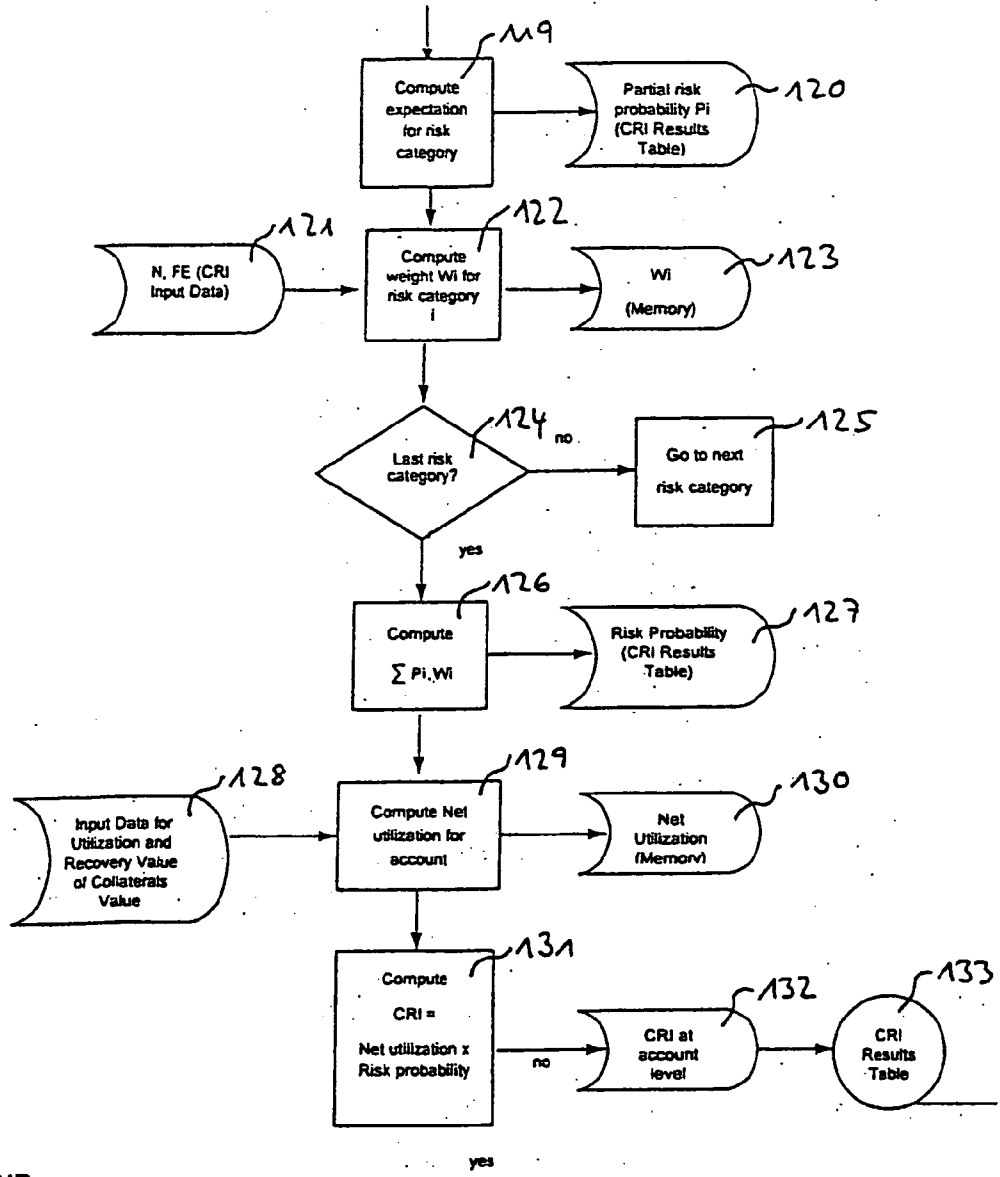 119
Compute
expectation
for risk
category
Partial risk
probability Pi
(CRI Results
Table)
120
121
N, FE (CRI
Input Data)
122
Compute
weight Wi for
risk category
i
Wi
(Memory)
123
Last risk
category?
124
no
Go to next
risk category
125
yes
126
Compute
∑ Pi.Wi
Risk Probability
(CRI Results
Table)
127
128
Input Data for
Utilization and
Recovery Value
of Collaterals
Value
129
Compute Net
utilization for
account
Net
Utilization
(Memory)
130
131
Compute
CRI =
Net utilization x
Risk probability
no
132
CRI at
account
level
133
CRI
Results
Table
yes